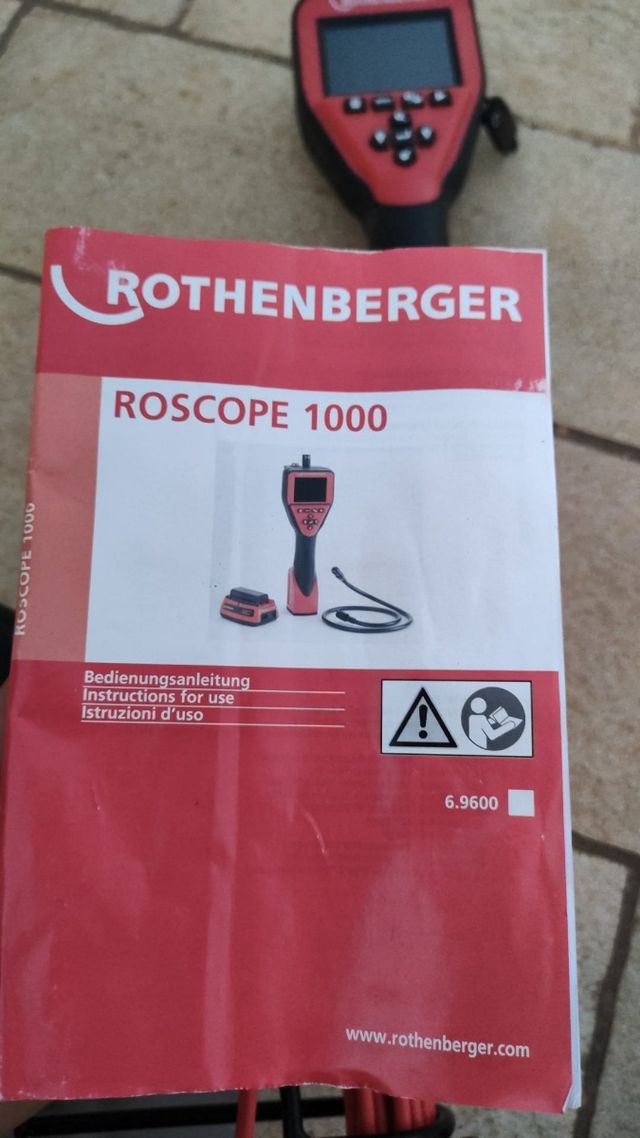 ROTHENBERGER
ROSCOPE 1000
ROSCOPE 1000
Bedienungsanleitung
Instructions for use
Istruzioni d'uso
6.9600
www.rothenberger.com